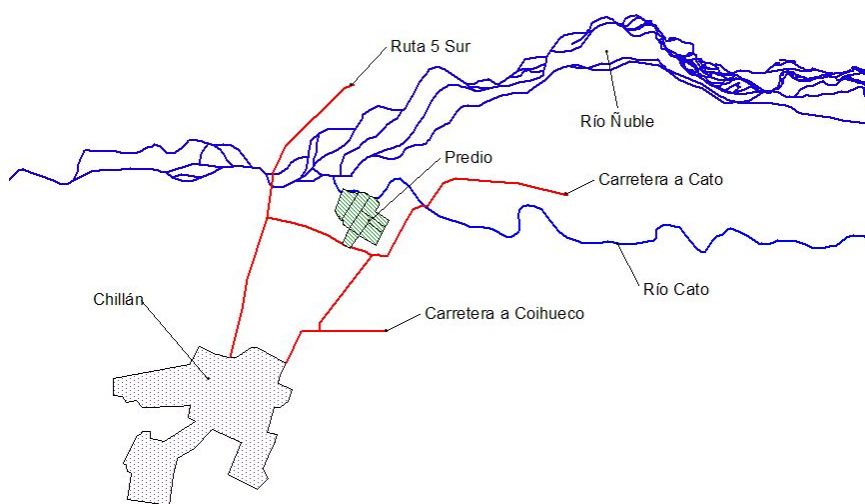 Ruta 5 Sur
Río Ñuble
Predio
Carretera a Cato
Río Cato
Chillán
Carretera a Coihueco